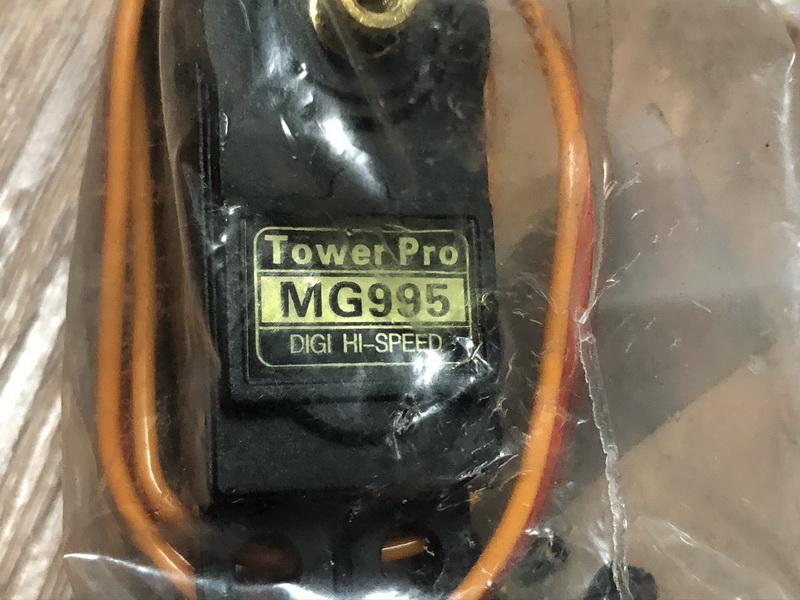 Tower Pro
MG995
DIGI HI-SPEED